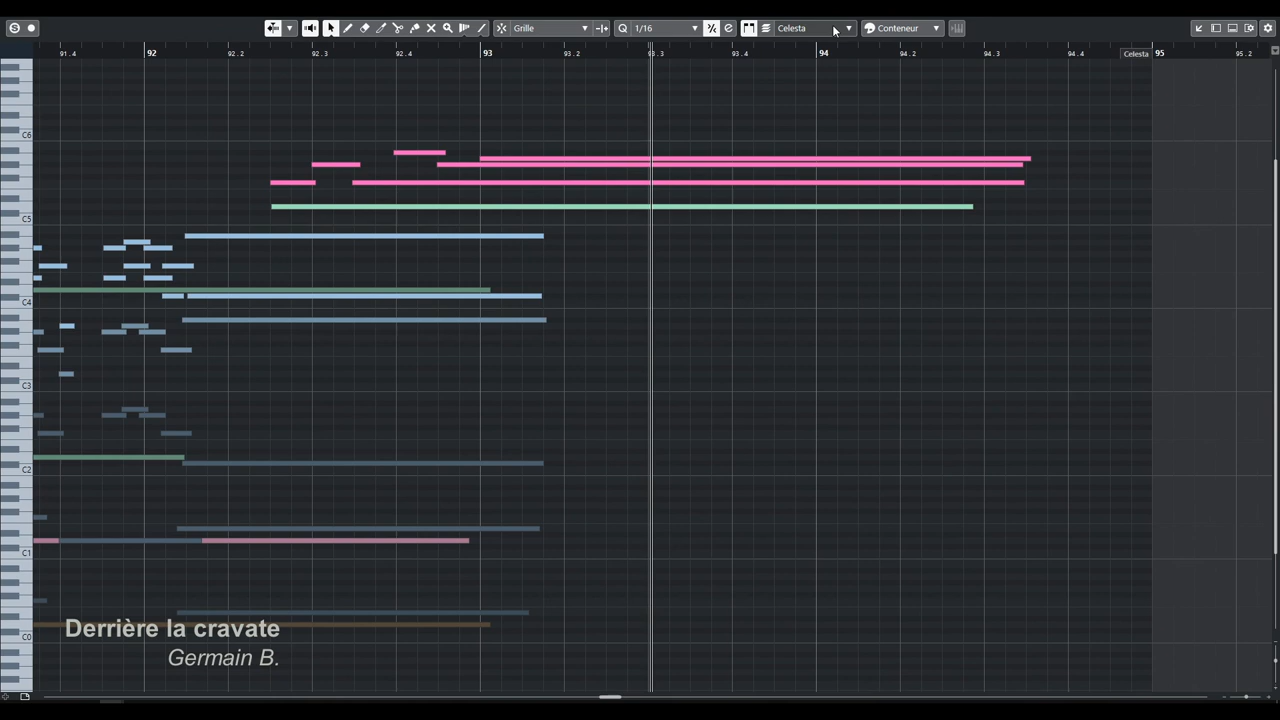 Grille 1/16 Celesta Conteneur
91.4 92 92.2 92.3 92.4 93 93.2 93.3 94 94.2 94.3 94.4 Celesta 95 95.2
C6
C5
C4
C3
C2
C1
C0
Derrière la cravate
Germain B.